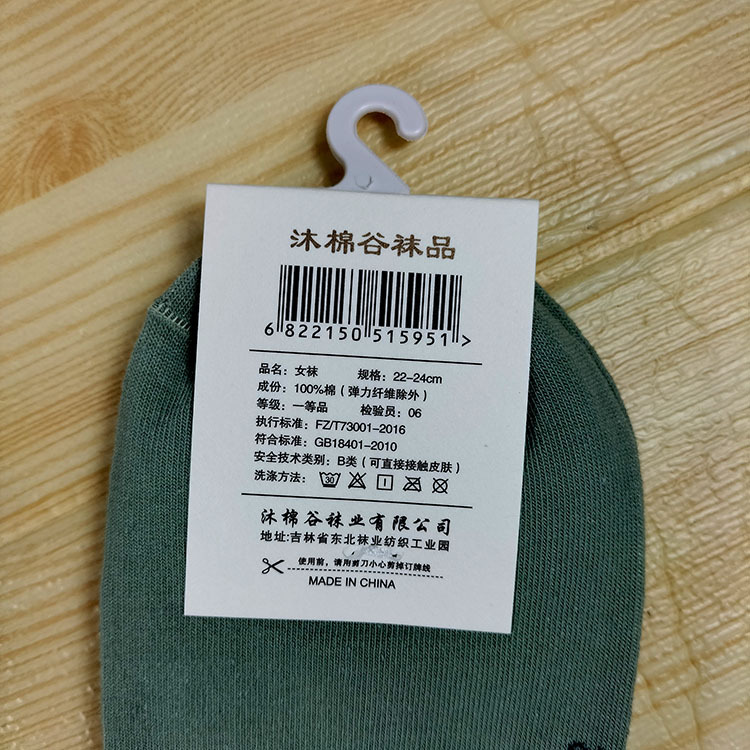 沐棉谷袜品
6 822150 515951 >
品名：女袜 规格：22-24cm
成份：100%棉（弹力纤维除外）
等级：一等品 检验员：06
执行标准：FZ/T73001-2016
符合标准：GB18401-2010
安全技术类别：B类（可直接接触皮肤）
洗涤方法：30
沐棉谷袜业有限公司
地址:吉林省东北袜业纺织工业园
使用前，请用剪刀小心剪掉订牌线
MADE IN CHINA